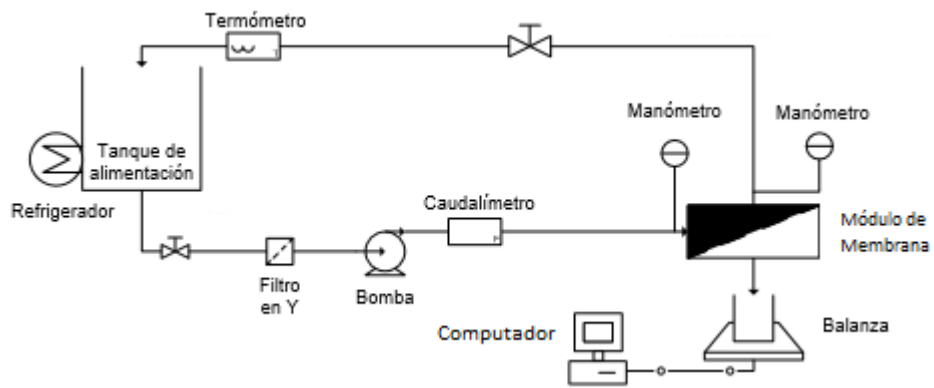 Termómetro
Manómetro
Manómetro
Tanque de
alimentación
Refrigerador
Caudalímetro
Módulo de
Membrana
Filtro
en Y
Bomba
Computador
Balanza